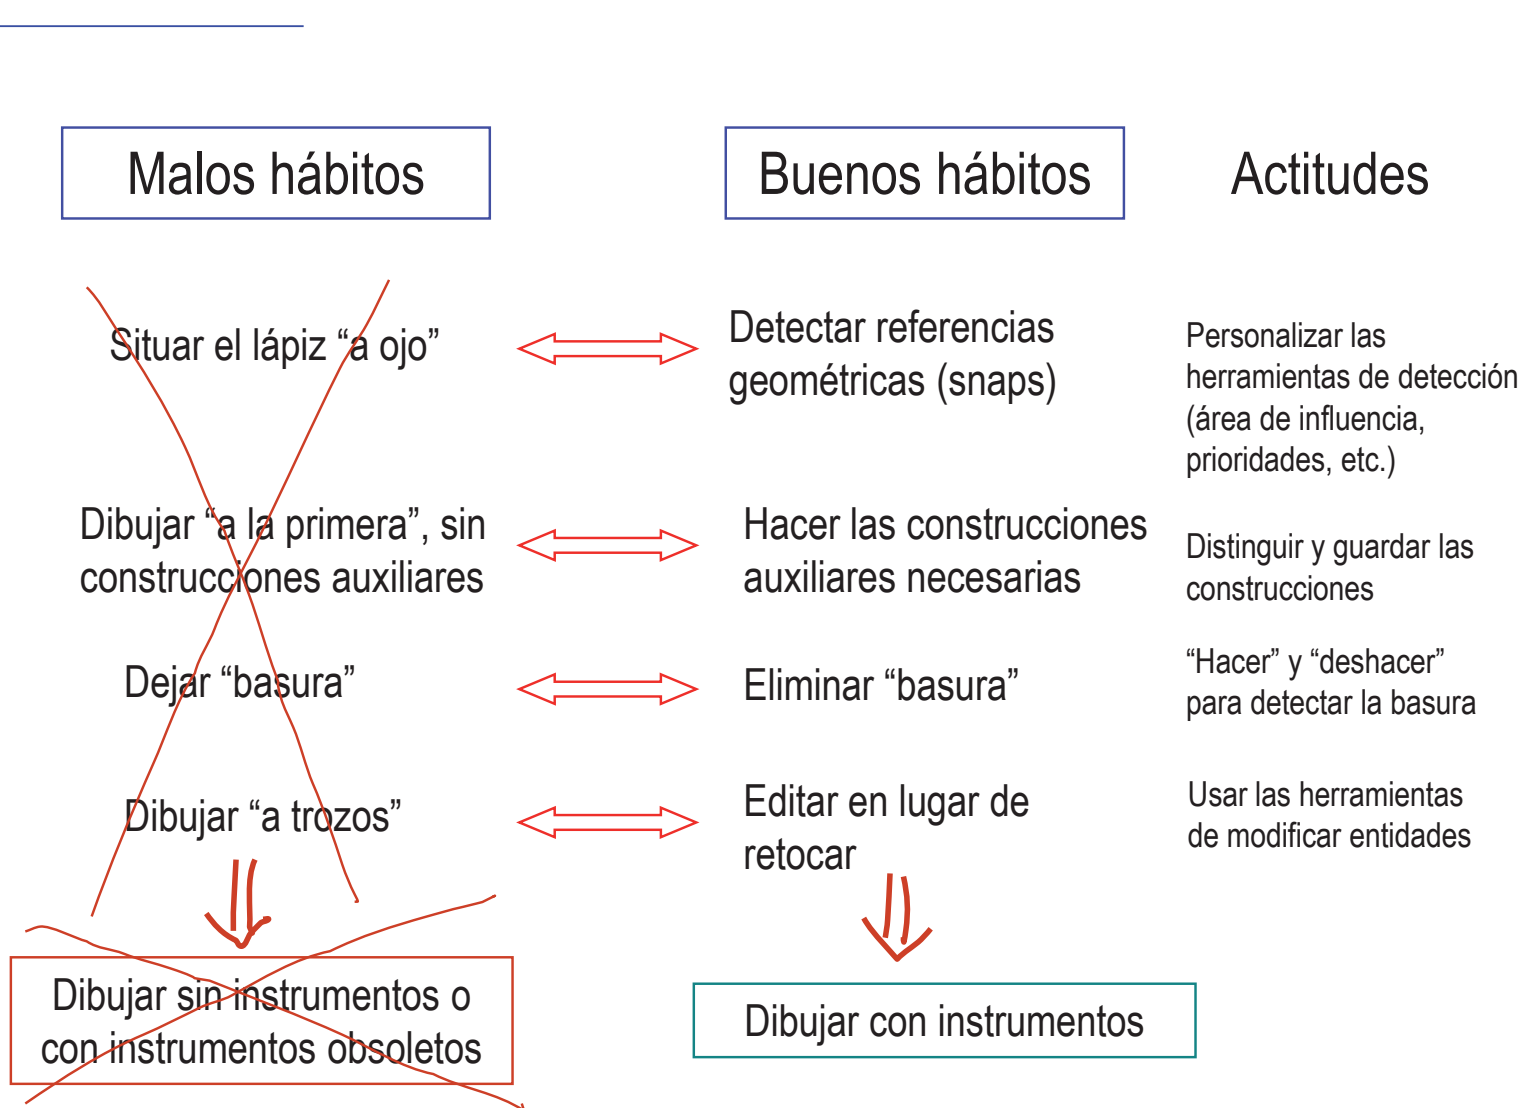 Malos hábitos
Buenos hábitos
Actitudes
Situar el lápiz “a ojo”
Detectar referencias
geométricas (snaps)
Personalizar las
herramientas de detección
(área de influencia,
prioridades, etc.)
Dibujar “a la primera”, sin
construcciones auxiliares
Hacer las construcciones
auxiliares necesarias
Distinguir y guardar las
construcciones
Dejar “basura”
Eliminar “basura”
“Hacer” y “deshacer”
para detectar la basura
Dibujar “a trozos”
Editar en lugar de
retocar
Usar las herramientas
de modificar entidades
Dibujar sin instrumentos o
con instrumentos obsoletos
Dibujar con instrumentos